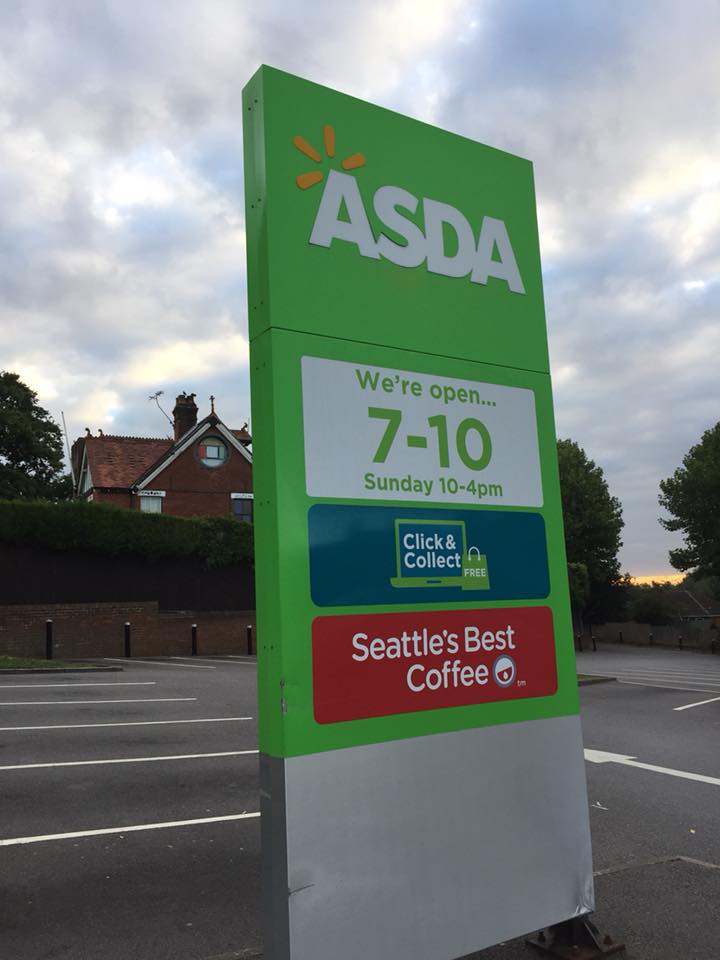 ASDA
We're open...
7-10
Sunday 10-4pm
Click &
Collect
FREE
Seattle's Best
Coffee
tm